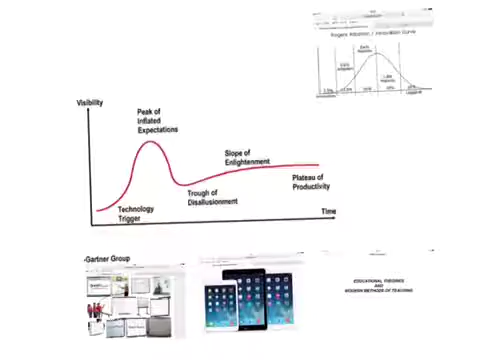 Rogers Adoption / Innovation Curve
Visibility
Peak of
Inflated
Expectations
Slope of
Enlightenment
Plateau of
Productivity
Trough of
Disallusionment
Technology
Trigger
Time
-Gartner Group
EDUCATIONAL THEORIES
AND
MODERN METHODS OF TEACHING